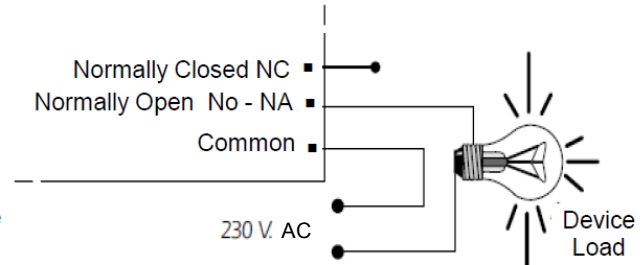 Normally Closed NC
Normally Open No - NA
Common
230 V. AC
Device
Load